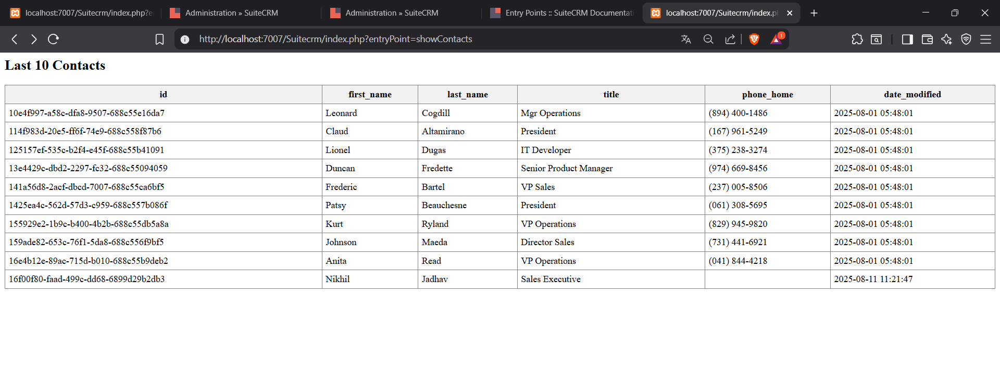 localhost:7007/Suitecrm/index.php?e
Administration » SuiteCRM
Administration » SuiteCRM
Entry Points :: SuiteCRM Documentati
localhost:7007/Suitecrm/index.p
http://localhost:7007/Suitecrm/index.php?entryPoint=showContacts
1
Last 10 Contacts
id first_name last_name title phone_home date_modified
10e4f997-a58c-dfa8-9507-688c55e16da7 Leonard Cogdill Mgr Operations (894) 400-1486 2025-08-01 05:48:01
114f983d-20e5-ff6f-74e9-688c558f87b6 Claud Altamirano President (167) 961-5249 2025-08-01 05:48:01
125157ef-535c-b2f4-e45f-688c55b41091 Lionel Dugas IT Developer (375) 238-3274 2025-08-01 05:48:01
13e4429c-dbd2-2297-fc32-688c55094059 Duncan Fredette Senior Product Manager (974) 669-8456 2025-08-01 05:48:01
141a56d8-2acf-dbcd-7007-688c55ca6bf5 Frederic Bartel VP Sales (237) 005-8506 2025-08-01 05:48:01
1425ea4c-562d-57d3-c959-688c557b086f Patsy Beauchesne President (061) 308-5695 2025-08-01 05:48:01
155929e2-1b9c-b400-4b2b-688c55db5a8a Kurt Ryland VP Operations (829) 945-9820 2025-08-01 05:48:01
159ade82-653c-76f1-5da8-688c556f9bf5 Johnson Maeda Director Sales (731) 441-6921 2025-08-01 05:48:01
16e4b12e-89ac-715d-b010-688c55b9deb2 Anita Read VP Operations (041) 844-4218 2025-08-01 05:48:01
16f00f80-faad-499c-dd68-6899d29b2db3 Nikhil Jadhav Sales Executive 2025-08-11 11:21:47